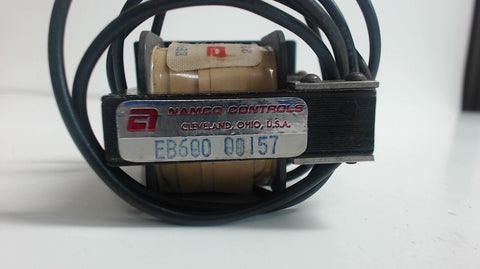 NAMCO CONTROLS
CLEVELAND, OHIO, U.S.A.
EB600 00157